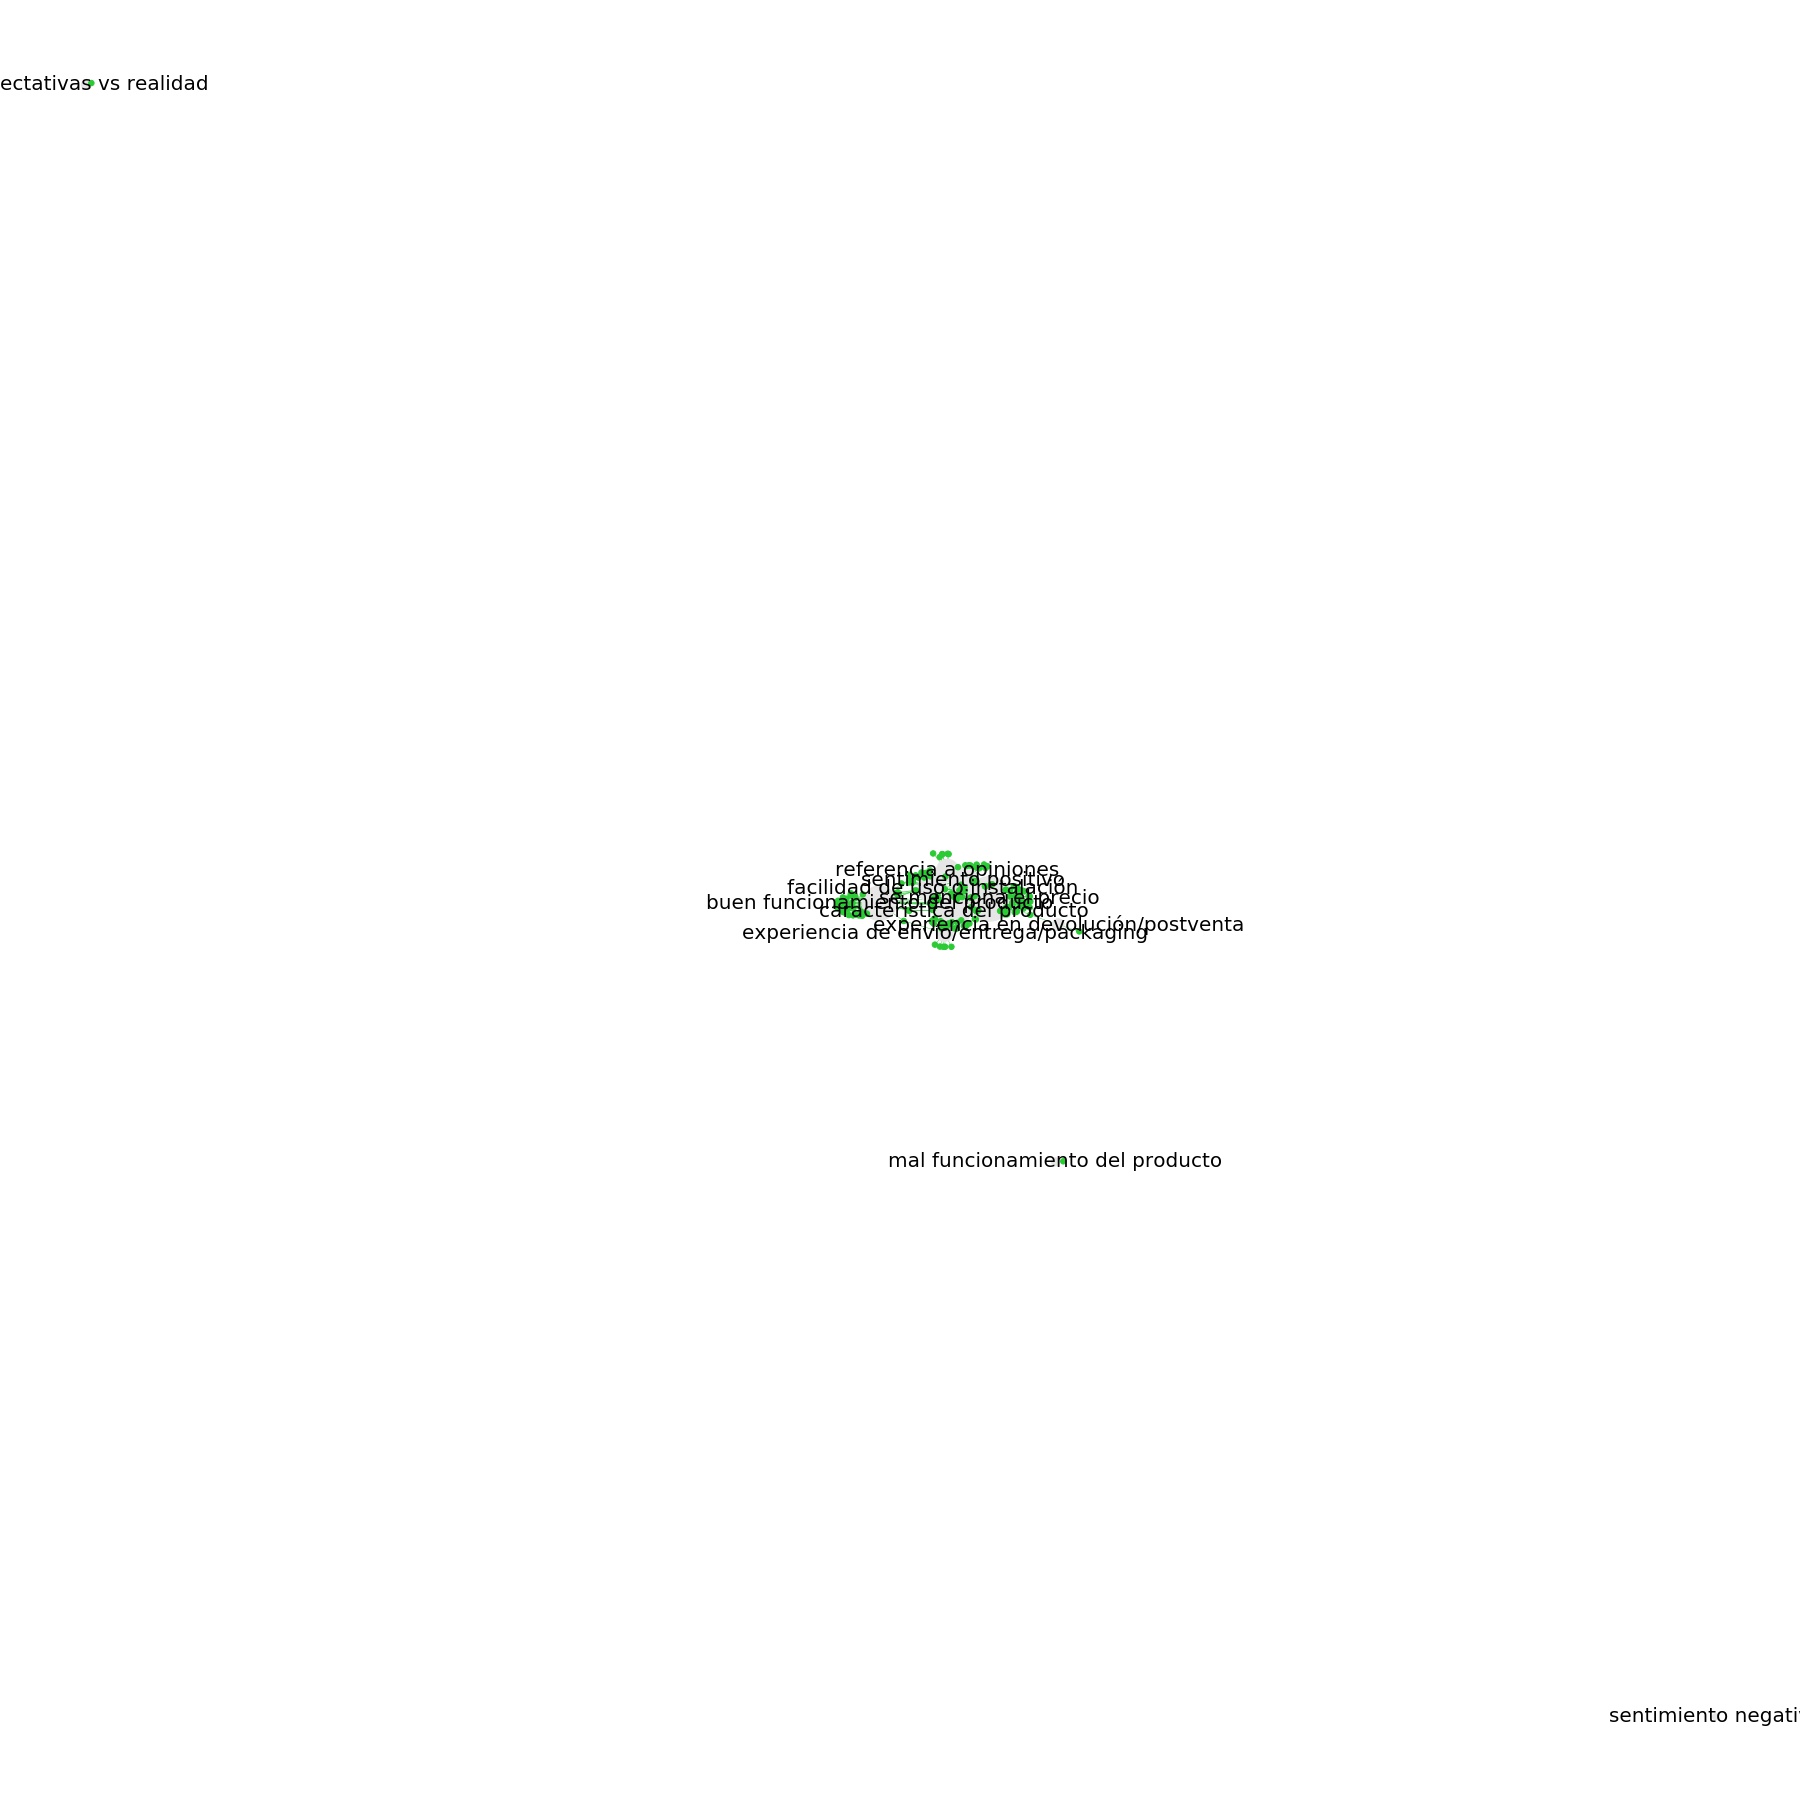 ectativas vs realidad
referencia a opiniones
sentimiento positivo
facilidad de uso o instalación
se menciona el precio
buen funcionamiento del producto
característica del producto
experiencia en devolución/postventa
experiencia de envío/entrega/packaging
mal funcionamiento del producto
sentimiento negativ